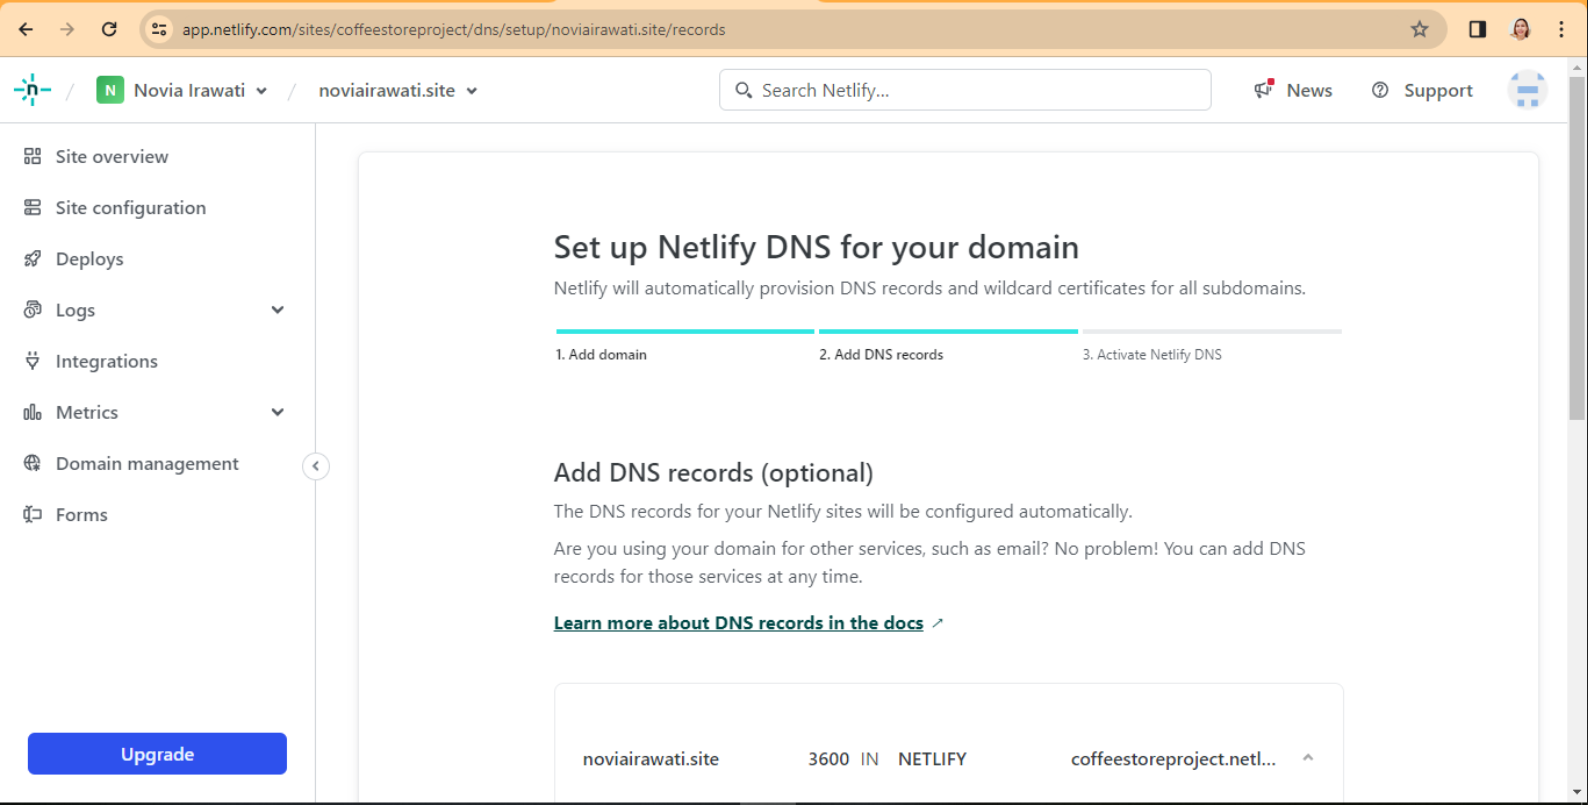 app.netlify.com/sites/coffeestoreproject/dns/setup/noviairawati.site/records
n / N Novia Irawati / noviairawati.site Search Netlify... News Support
Site overview
Site configuration
Deploys
Logs
Integrations
Metrics
Domain management
Forms
Upgrade
Set up Netlify DNS for your domain
Netlify will automatically provision DNS records and wildcard certificates for all subdomains.
1. Add domain 2. Add DNS records 3. Activate Netlify DNS
Add DNS records (optional)
The DNS records for your Netlify sites will be configured automatically.
Are you using your domain for other services, such as email? No problem! You can add DNS
records for those services at any time.
Learn more about DNS records in the docs
noviairawati.site 3600 IN NETLIFY coffeestoreproject.netl...